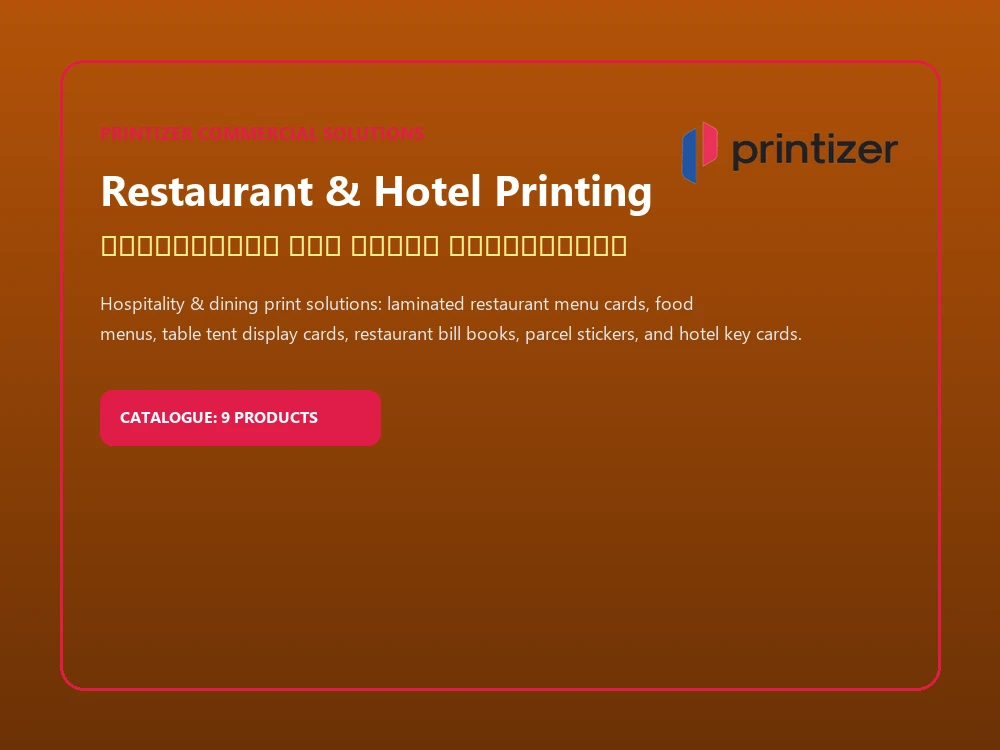 PRINTIZER COMMERCIAL SOLUTIONS
printizer
Restaurant & Hotel Printing
Hospitality & dining print solutions: laminated restaurant menu cards, food
menus, table tent display cards, restaurant bill books, parcel stickers, and hotel key cards.
CATALOGUE: 9 PRODUCTS